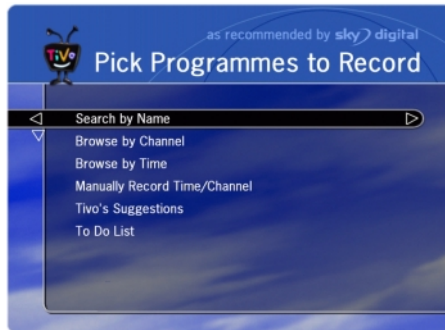 as recommended by sky digital
TiVo
Pick Programmes to Record
Search by Name
Browse by Channel
Browse by Time
Manually Record Time/Channel
Tivo's Suggestions
To Do List